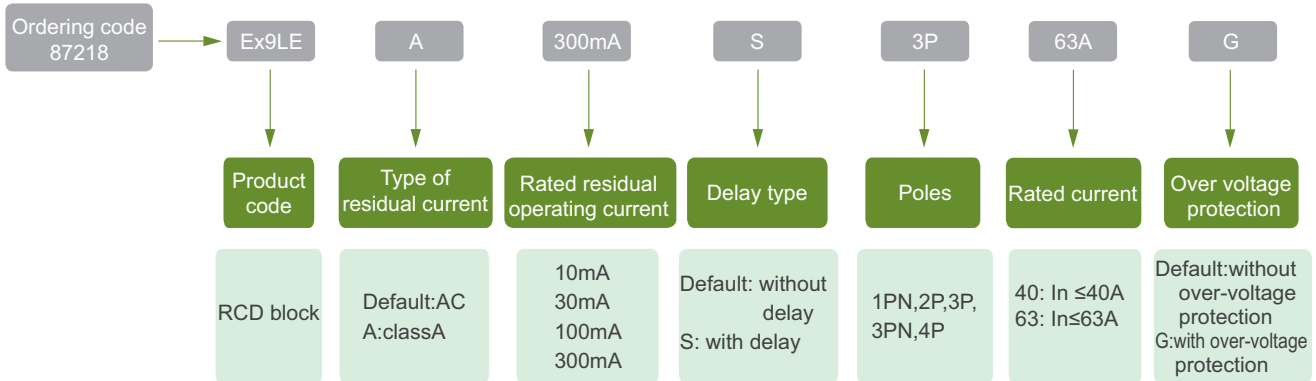 Ordering code
87218
Ex9LE
A
300mA
S
3P
63A
G
Product
code
Type of
residual current
Rated residual
operating current
Delay type
Poles
Rated current
Over voltage
protection
RCD block
Default:AC
A:classA
10mA
30mA
100mA
300mA
Default: without
delay
S: with delay
1PN,2P,3P,
3PN,4P
40: In ≤40A
63: In≤63A
Default:without
over-voltage
protection
G:with over-voltage
protection